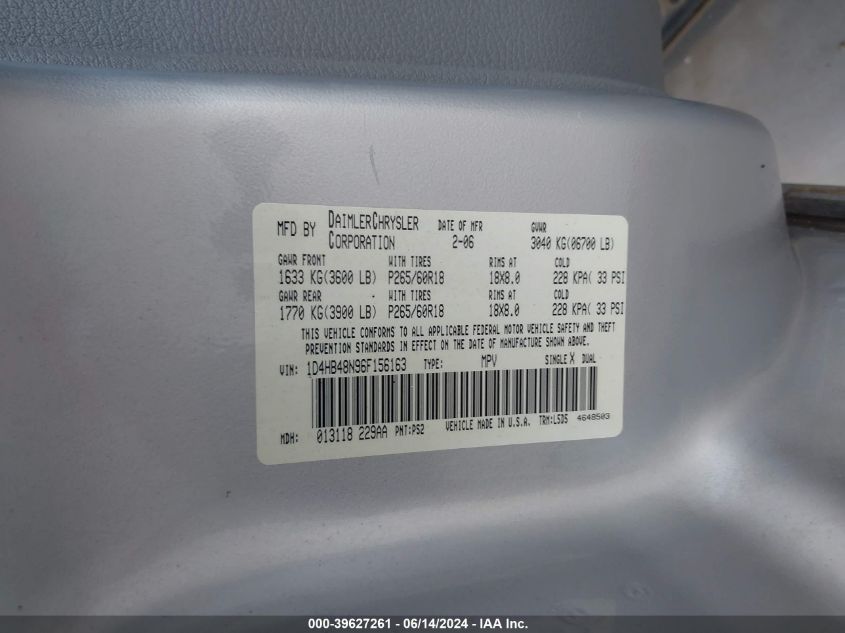 MFD BY DAIMLERCHRYSLER CORPORATION DATE OF MFR 2-06 GVWR 3040 KG(06700 LB)
GAWR FRONT WITH TIRES RIMS AT COLD
1633 KG(3600 LB) P265/60R18 18X8.0 228 KPA( 33 PSI
GAWR REAR WITH TIRES RIMS AT COLD
1770 KG(3900 LB) P265/60R18 18X8.0 228 KPA( 33 PSI
THIS VEHICLE CONFORMS TO ALL APPLICABLE FEDERAL MOTOR VEHICLE SAFETY AND THEFT
PREVENTION STANDARDS IN EFFECT ON THE DATE OF MANUFACTURE SHOWN ABOVE.
VIN: 1D4HB48N96F156163 TYPE: MPV SINGLE X DUAL
MDH: 013118 229AA PNT:PS2 VEHICLE MADE IN U.S.A. TRM:L5D5 4648503
000-39627261 - 06/14/2024 - IAA Inc.